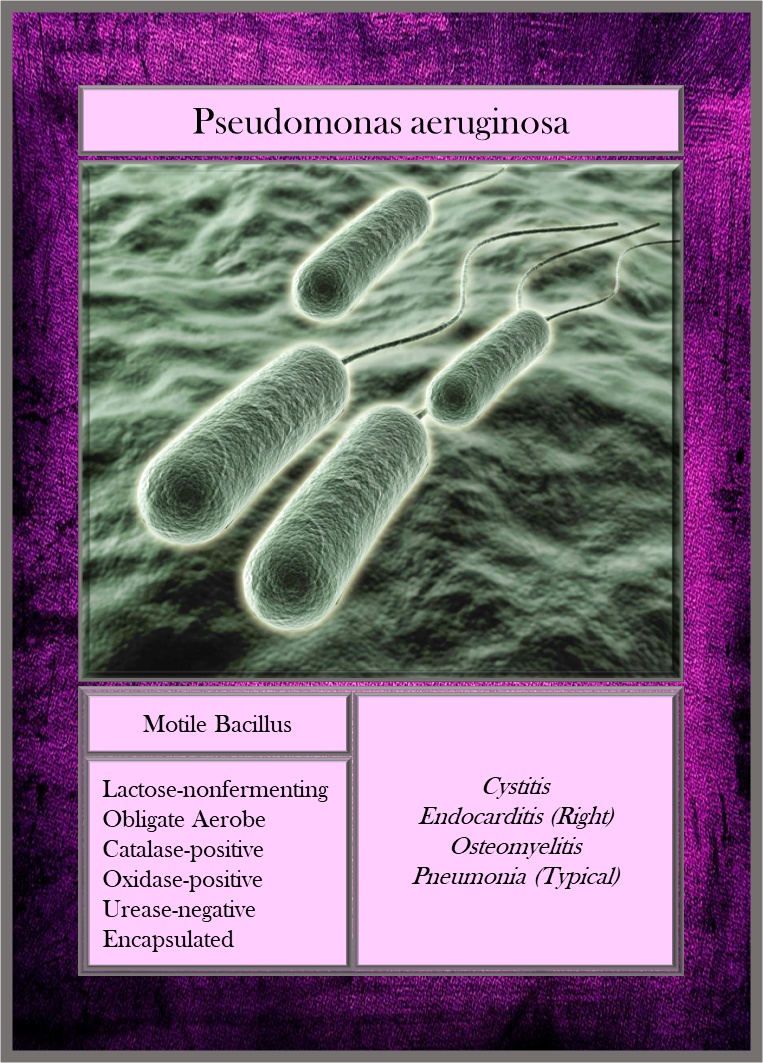 Pseudomonas aeruginosa
Motile Bacillus
Lactose-nonfermenting
Obligate Aerobe
Catalase-positive
Oxidase-positive
Urease-negative
Encapsulated
Cystitis
Endocarditis (Right)
Osteomyelitis
Pneumonia (Typical)